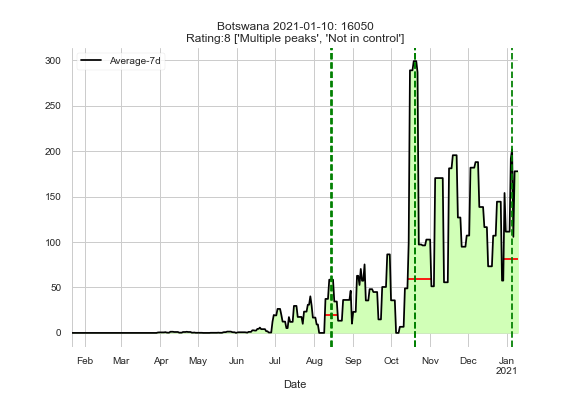 Botswana 2021-01-10: 16050
Rating:8 ['Multiple peaks', 'Not in control']
Average-7d
300
250
200
150
100
50
0
Feb Mar Apr May Jun Jul Aug Sep Oct Nov Dec Jan
2021
Date